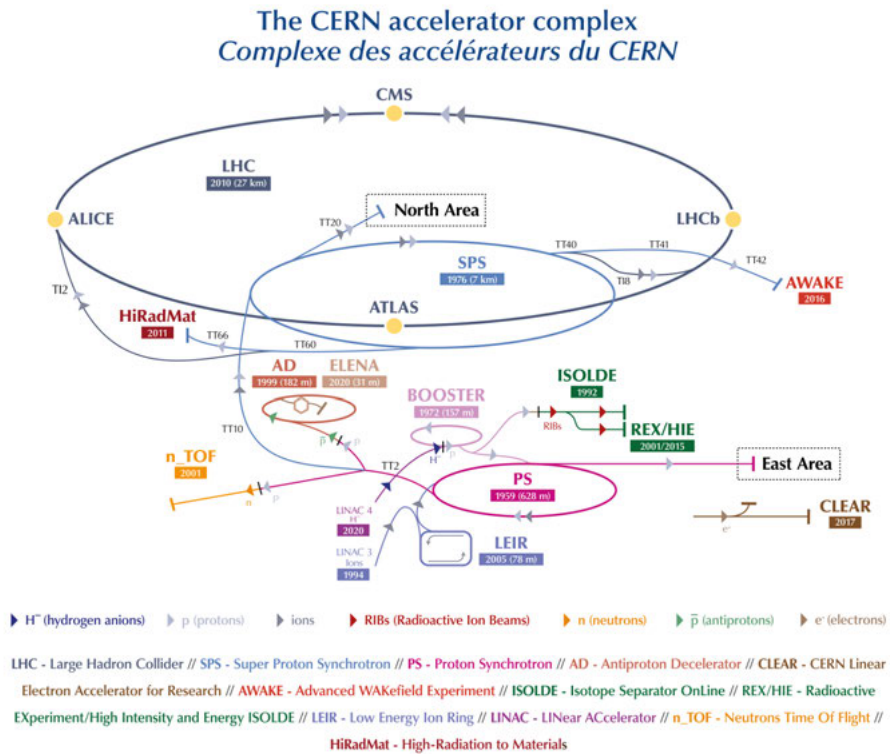 The CERN accelerator complex
Complexe des accélérateurs du CERN
CMS
LHC
2010 (27 km)
TT20
North Area
ALICE
LHCb
TT40
TT41
TT42
SPS
1976 (7 km)
TI8
TI2
AWAKE
2016
ATLAS
HiRadMat
2011
TT66
TT60
AD
1999 (182 m)
ELENA
2020 (31 m)
ISOLDE
1992
BOOSTER
1972 (157 m)
RIBs
REX/HIE
2001/2015
TT10
p̄
p
TT2
H⁻
p
n_TOF
2001
East Area
PS
1959 (628 m)
n
p
LINAC 4
H⁻
2020
CLEAR
2017
e⁻
LINAC 3
Ions
1994
LEIR
2005 (78 m)
H⁻ (hydrogen anions) p (protons) ions RIBs (Radioactive Ion Beams) n (neutrons) p̄ (antiprotons) e⁻ (electrons)
LHC - Large Hadron Collider // SPS - Super Proton Synchrotron // PS - Proton Synchrotron // AD - Antiproton Decelerator // CLEAR - CERN Linear
Electron Accelerator for Research // AWAKE - Advanced WAKefield Experiment // ISOLDE - Isotope Separator OnLine // REX/HIE - Radioactive
EXperiment/High Intensity and Energy ISOLDE // LEIR - Low Energy Ion Ring // LINAC - LINear ACcelerator // n_TOF - Neutrons Time Of Flight //
HiRadMat - High-Radiation to Materials